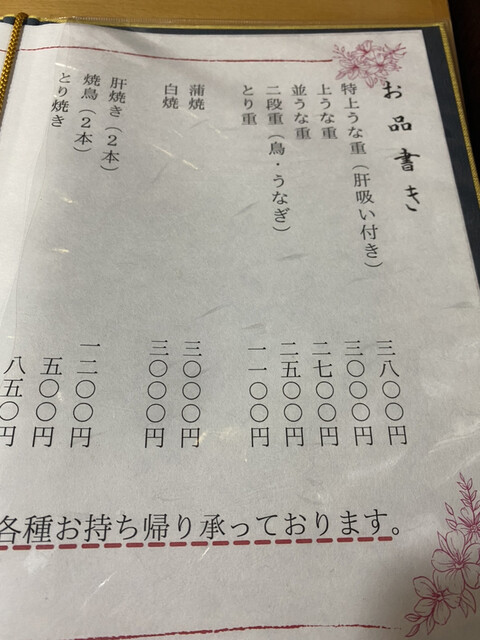 お品書き
特上うな重（肝吸い付き） 三八〇〇円
上うな重 三〇〇〇円
並うな重 二七〇〇円
二段重（鳥・うなぎ） 二五〇〇円
とり重 一一〇〇円
蒲焼 三〇〇〇円
白焼 三〇〇〇円
肝焼き（2本） 一二〇〇円
焼鳥（2本） 五〇〇円
とり焼き 八五〇円
各種お持ち帰り承っております。